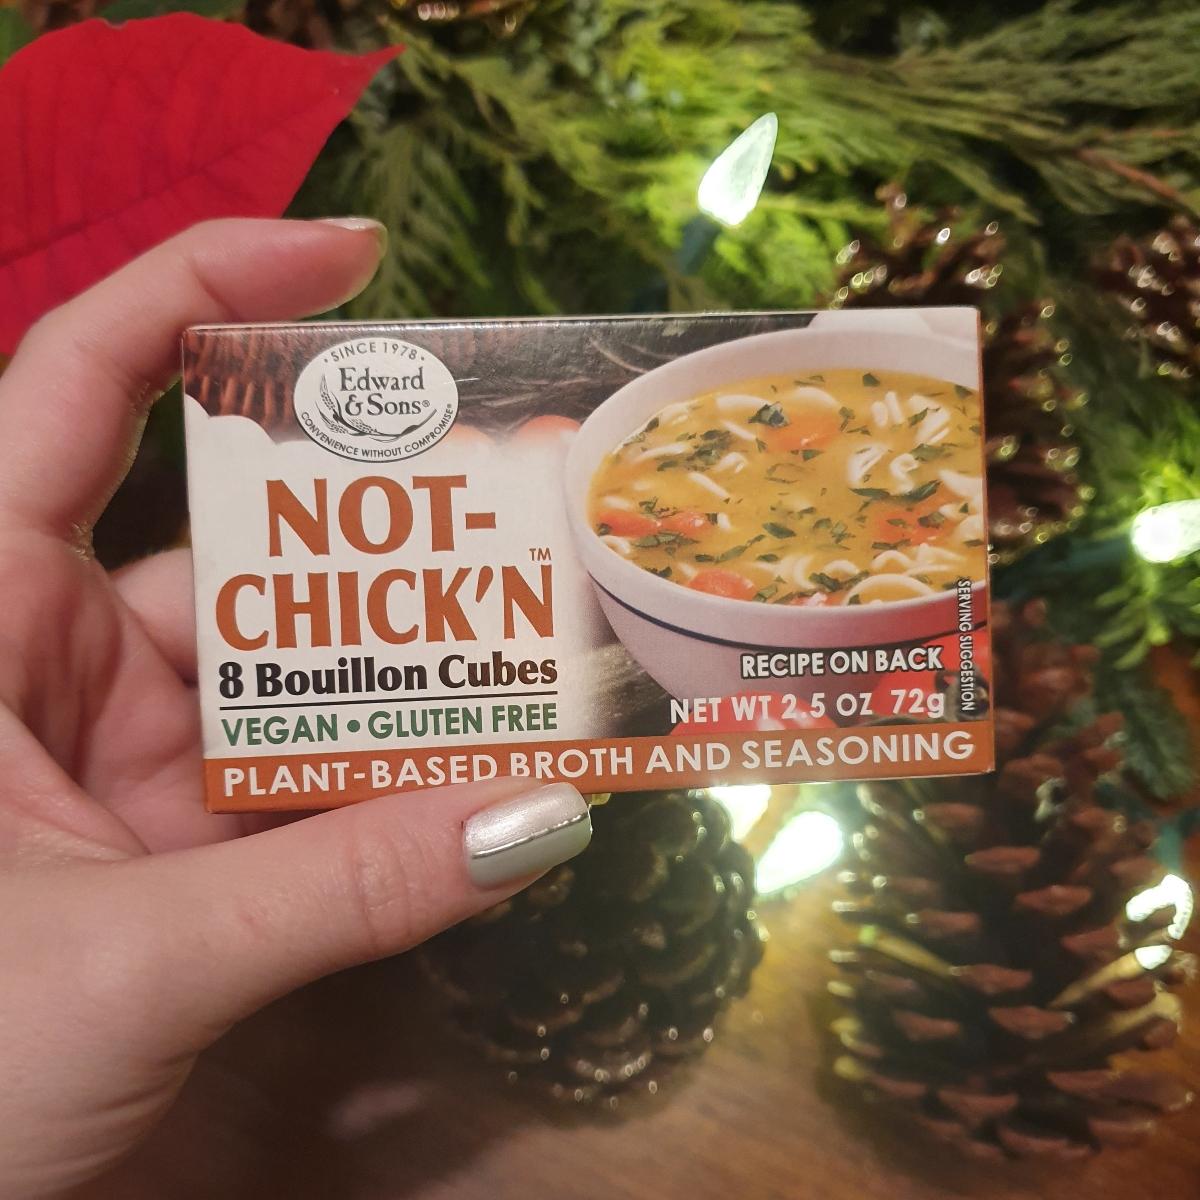 • SINCE 1978 •
Edward
& Sons®
CONVENIENCE WITHOUT COMPROMISE®
NOT-
CHICK'N™
8 Bouillon Cubes
VEGAN • GLUTEN FREE
RECIPE ON BACK
NET WT 2.5 OZ 72g
SERVING SUGGESTION
PLANT-BASED BROTH AND SEASONING